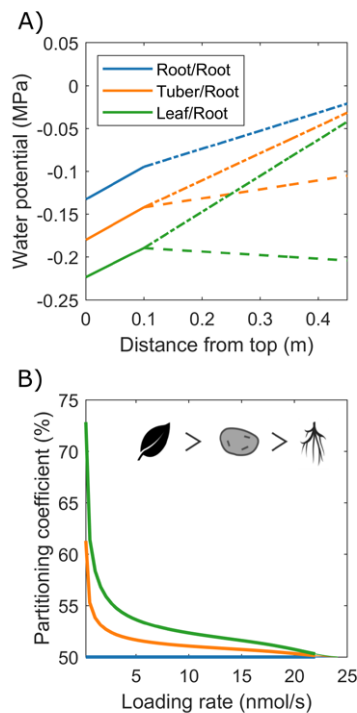 A)
Water potential (MPa)
0.05
0
-0.05
-0.1
-0.15
-0.2
-0.25
Root/Root
Tuber/Root
Leaf/Root
0 0.1 0.2 0.3 0.4
Distance from top (m)
B)
Partitioning coefficient (%)
75
70
65
60
55
50
> >
0 5 10 15 20 25
Loading rate (nmol/s)